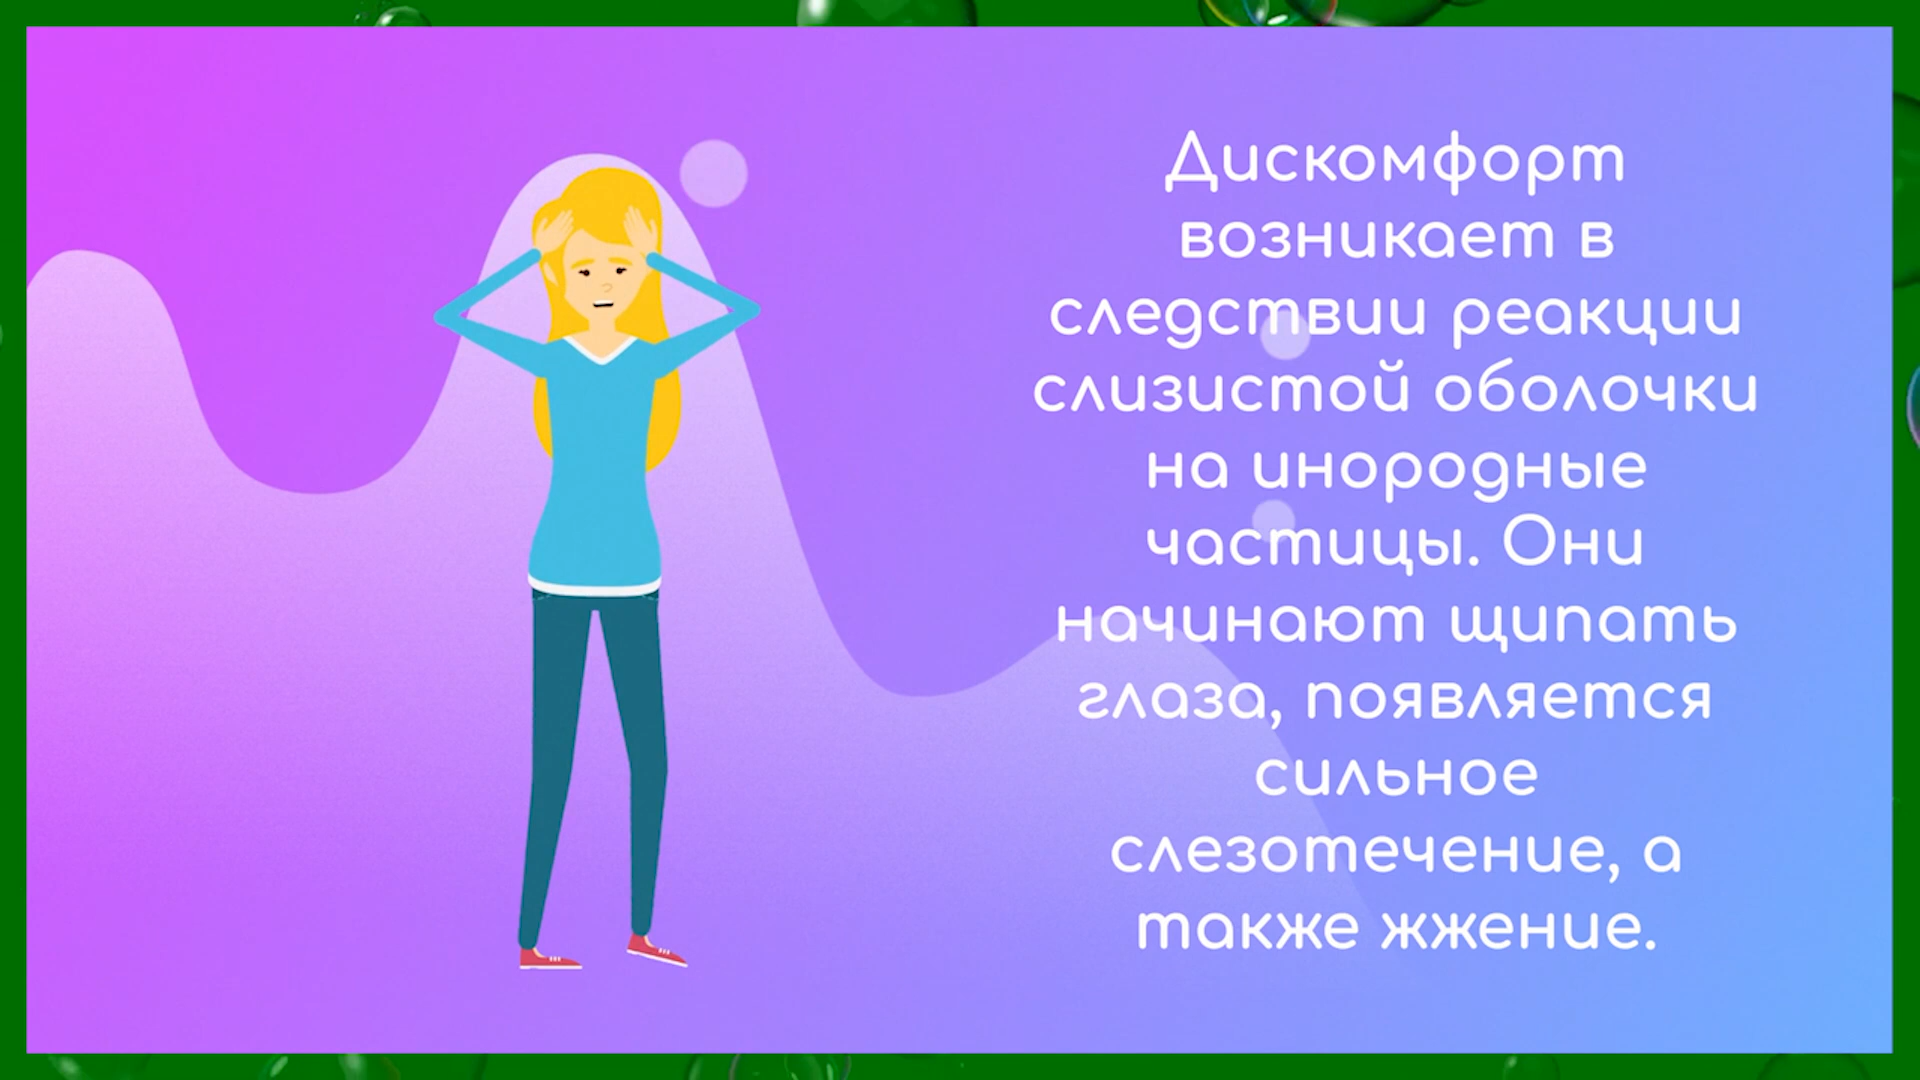 Дискомфорт
возникает в
следствии реакции
слизистой оболочки
на инородные
частицы. Они
начинают щипать
глаза, появляется
сильное
слезотечение, а
также жжение.